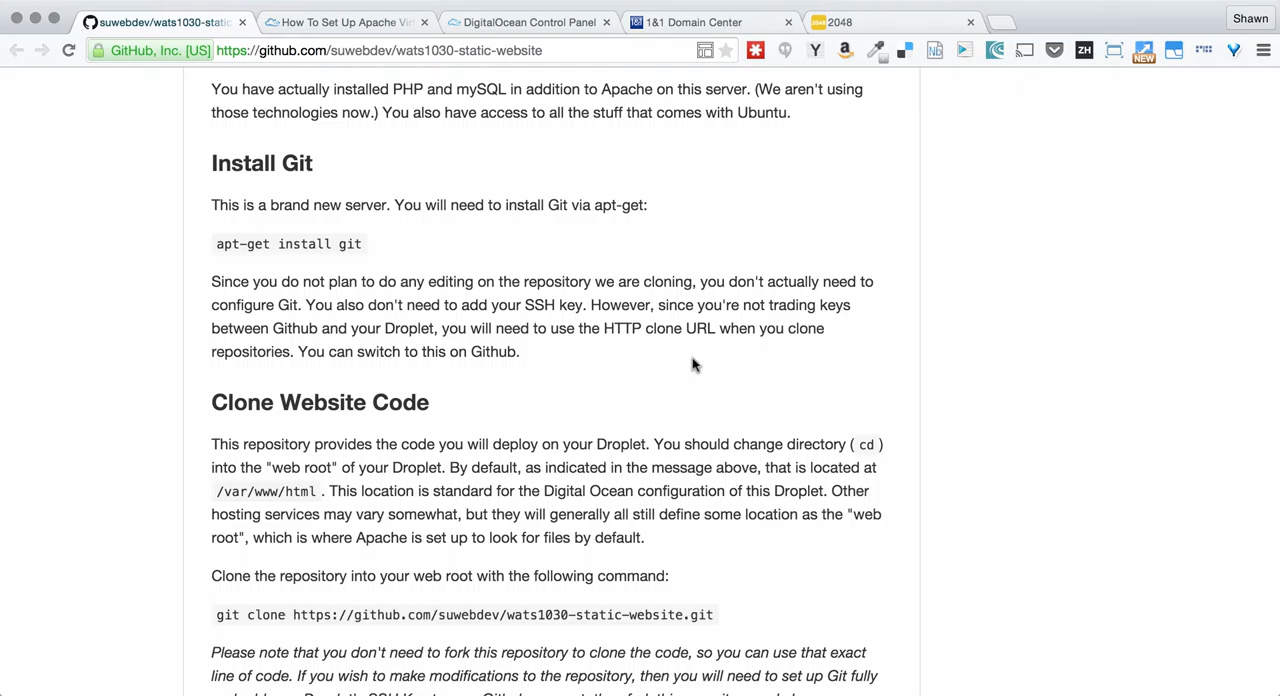 suwebdev/wats1030-static
How To Set Up Apache Virt
DigitalOcean Control Panel
1&1 Domain Center
2048
Shawn
GitHub, Inc. [US] https://github.com/suwebdev/wats1030-static-website
Y
a
Nb
ZH
NEW
You have actually installed PHP and mySQL in addition to Apache on this server. (We aren't using
those technologies now.) You also have access to all the stuff that comes with Ubuntu.
Install Git
This is a brand new server. You will need to install Git via apt-get:
apt-get install git
Since you do not plan to do any editing on the repository we are cloning, you don't actually need to
configure Git. You also don't need to add your SSH key. However, since you're not trading keys
between Github and your Droplet, you will need to use the HTTP clone URL when you clone
repositories. You can switch to this on Github.
Clone Website Code
This repository provides the code you will deploy on your Droplet. You should change directory ( cd )
into the "web root" of your Droplet. By default, as indicated in the message above, that is located at
/var/www/html . This location is standard for the Digital Ocean configuration of this Droplet. Other
hosting services may vary somewhat, but they will generally all still define some location as the "web
root", which is where Apache is set up to look for files by default.
Clone the repository into your web root with the following command:
git clone https://github.com/suwebdev/wats1030-static-website.git
Please note that you don't need to fork this repository to clone the code, so you can use that exact
line of code. If you wish to make modifications to the repository, then you will need to set up Git fully